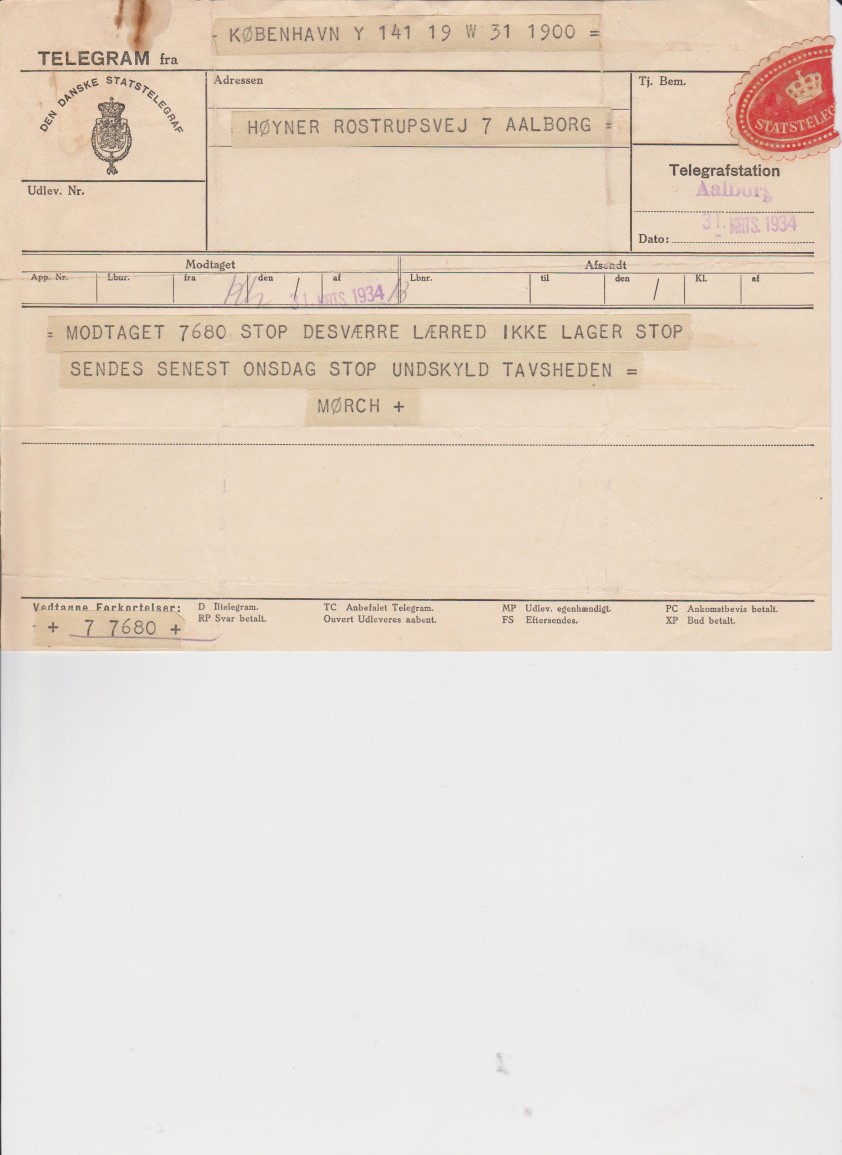 - KØBENHAVN Y 141 19 W 31 1900 =
TELEGRAM fra
DEN DANSKE STATSTELEGRAF
Adressen
Tj. Bem.
STATSTELEG
HØYNER ROSTRUPSVEJ 7 AALBORG =
Telegrafstation
Aalborg
Udlev. Nr.
31. MRTS. 1934
Dato:
Modtaget
Afsendt
App. Nr. Lbnr. fra den / af Lbnr. til den / Kl. af
31. MRTS. 1934
= MODTAGET 7680 STOP DESVÆRRE LÆRRED IKKE LAGER STOP
SENDES SENEST ONSDAG STOP UNDSKYLD TAVSHEDEN =
MØRCH +
Vedtagne Forkortelser: D Iltelegram. TC Anbefalet Telegram. MP Udlev. egenhændigt. PC Ankomstbevis betalt.
RP Svar betalt. Ouvert Udleveres aabent. FS Eftersendes. XP Bud betalt.
+ 7 7680 +